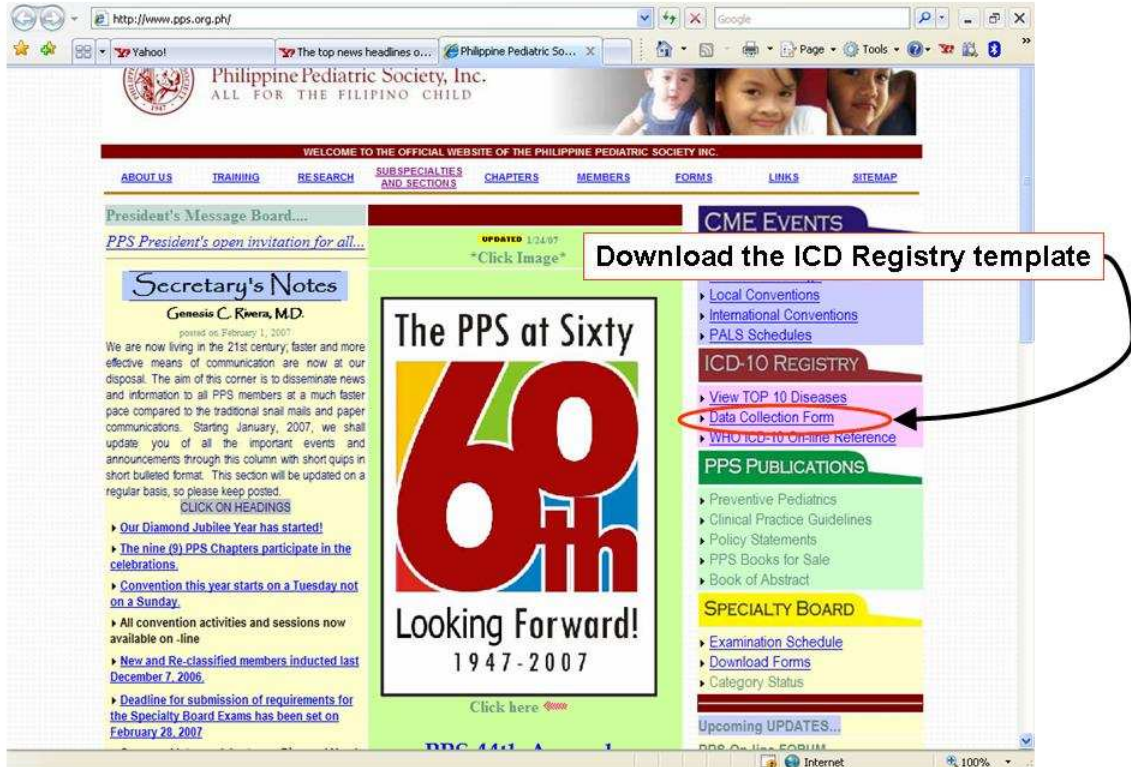 http://www.pps.org.ph/
Google
Yahoo!
The top news headlines o...
Philippine Pediatric So...
Page
Tools
Philippine Pediatric Society, Inc.
ALL FOR THE FILIPINO CHILD
1947
WELCOME TO THE OFFICIAL WEBSITE OF THE PHILIPPINE PEDIATRIC SOCIETY INC.
ABOUT US
TRAINING
RESEARCH
SUBSPECIALTIES
AND SECTIONS
CHAPTERS
MEMBERS
FORMS
LINKS
SITEMAP
President's Message Board....
PPS President's open invitation for all...
Secretary's Notes
Genesis C. Rivera, M.D.
posted on February 1, 2007
We are now living in the 21st century; faster and more
effective means of communication are now at our
disposal. The aim of this corner is to disseminate news
and information to all PPS members at a much faster
pace compared to the traditional snail mails and paper
communications. Starting January, 2007, we shall
update you of all the important events and
announcements through this column with short quips in
short bulleted format. This section will be updated on a
regular basis, so please keep posted.
CLICK ON HEADINGS
Our Diamond Jubilee Year has started!
The nine (9) PPS Chapters participate in the
celebrations.
Convention this year starts on a Tuesday not
on a Sunday.
All convention activities and sessions now
available on -line
New and Re-classified members inducted last
December 7, 2006.
Deadline for submission of requirements for
the Specialty Board Exams has been set on
February 28, 2007
UPDATED 1/24/07
*Click Image*
The PPS at Sixty
60th
Looking Forward!
1947-2007
Click here
PPS 44th Annual
CME EVENTS
Download the ICD Registry template
Local Conventions
International Conventions
PALS Schedules
ICD-10 REGISTRY
View TOP 10 Diseases
Data Collection Form
WHO ICD-10 On-line Reference
PPS PUBLICATIONS
Preventive Pediatrics
Clinical Practice Guidelines
Policy Statements
PPS Books for Sale
Book of Abstract
SPECIALTY BOARD
Examination Schedule
Download Forms
Category Status
Upcoming UPDATES...
PPS On-line FORUM
Internet
100%